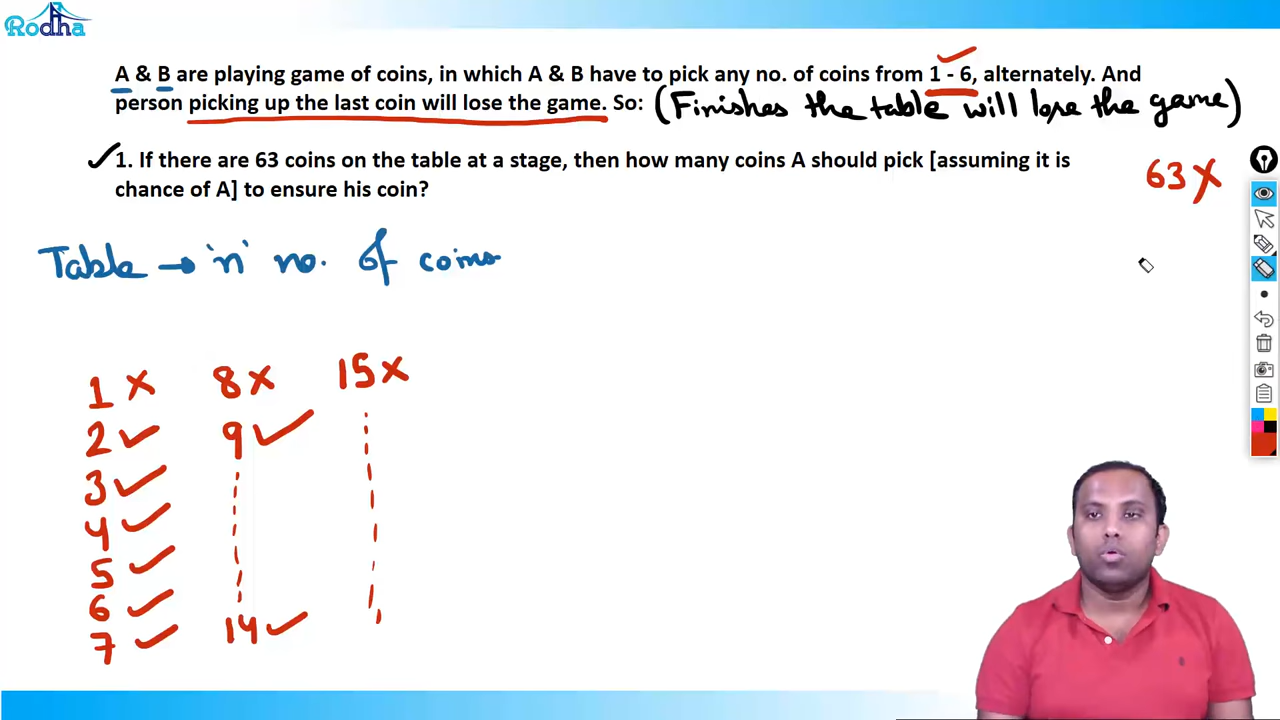 Rodha
A & B are playing game of coins, in which A & B have to pick any no. of coins from 1 - 6, alternately. And
person picking up the last coin will lose the game. So: (Finishes the table will lose the game)
1. If there are 63 coins on the table at a stage, then how many coins A should pick [assuming it is
chance of A] to ensure his coin?
63 X
Table → 'n' no. of coins
1 X 8 X 15 X
2 ✓ 9 ✓
3 ✓
4 ✓
5 ✓
6 ✓
7 ✓ 14 ✓